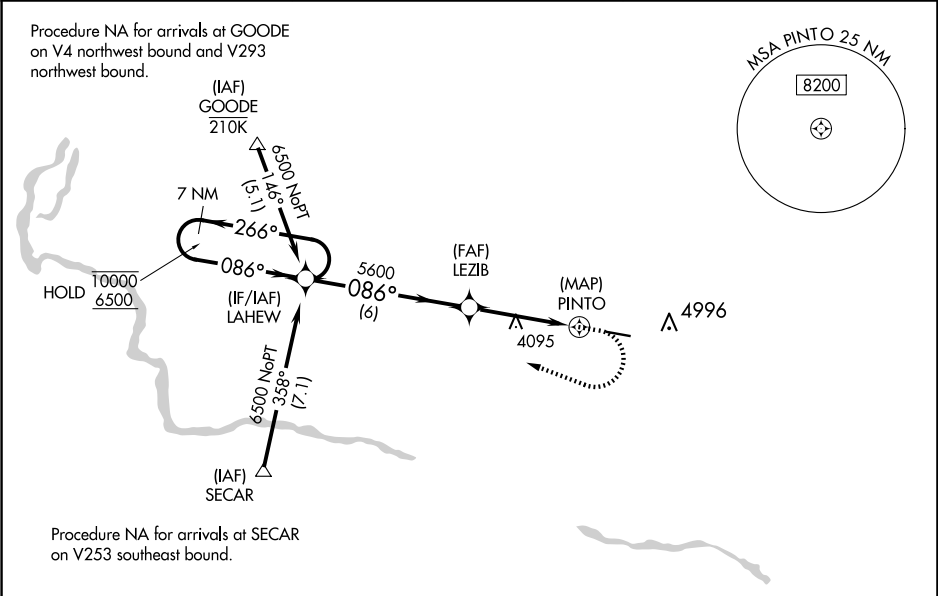 Procedure NA for arrivals at GOODE
on V4 northwest bound and V293
northwest bound.
MSA PINTO 25 NM
8200
(IAF)
GOODE
210K
6500 NoPT
146°
(5.1)
7 NM
266°
086°
HOLD
10000
6500
(IF/IAF)
LAHEW
5600
086°
(6)
(FAF)
LEZIB
(MAP)
PINTO
4095
4996
6500 NoPT
358°
(7.1)
(IAF)
SECAR
Procedure NA for arrivals at SECAR
on V253 southeast bound.